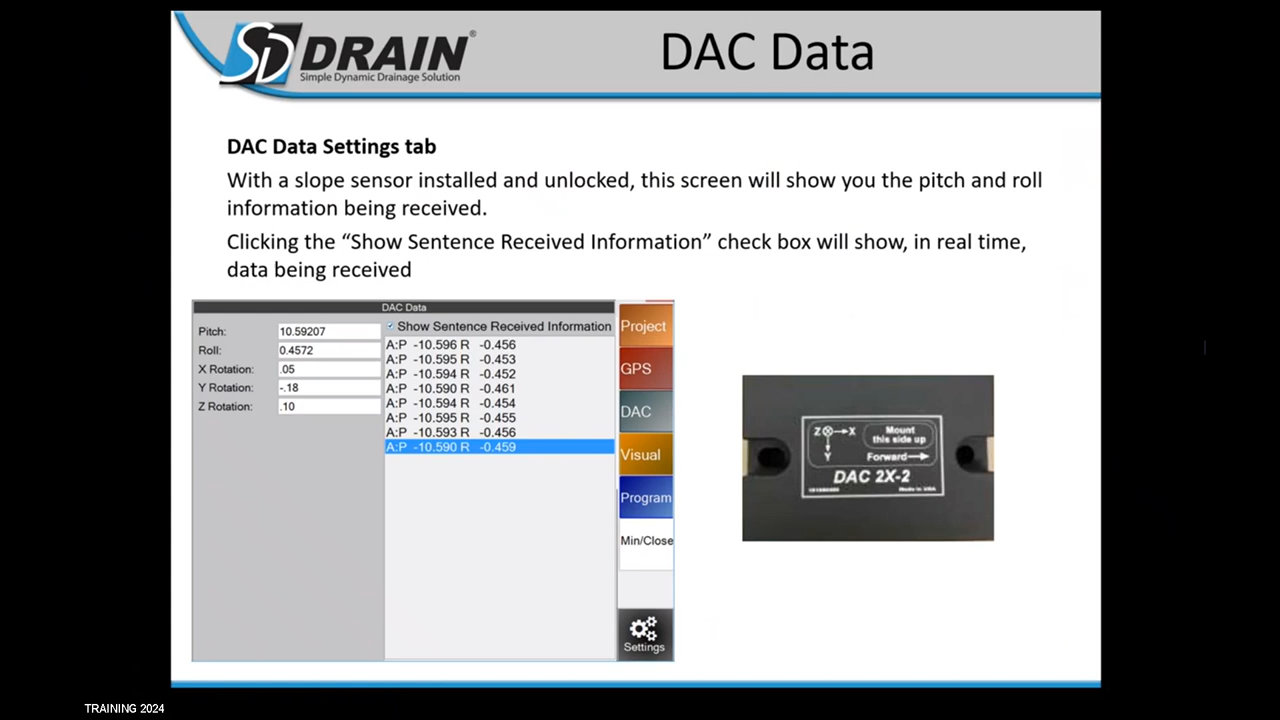 SD DRAIN®
Simple Dynamic Drainage Solution
DAC Data
DAC Data Settings tab
With a slope sensor installed and unlocked, this screen will show you the pitch and roll
information being received.
Clicking the “Show Sentence Received Information” check box will show, in real time,
data being received
DAC Data
Pitch: 10.59207
Roll: 0.4572
X Rotation: .05
Y Rotation: -.18
Z Rotation: .10
Show Sentence Received Information
A:P -10.596 R -0.456
A:P -10.595 R -0.453
A:P -10.594 R -0.452
A:P -10.590 R -0.461
A:P -10.594 R -0.454
A:P -10.595 R -0.455
A:P -10.593 R -0.456
A:P -10.590 R -0.459
Project
GPS
DAC
Visual
Program
Min/Close
Settings
Z X
Y
Mount
this side up
Forward
DAC 2X-2
Made in USA
TRAINING 2024